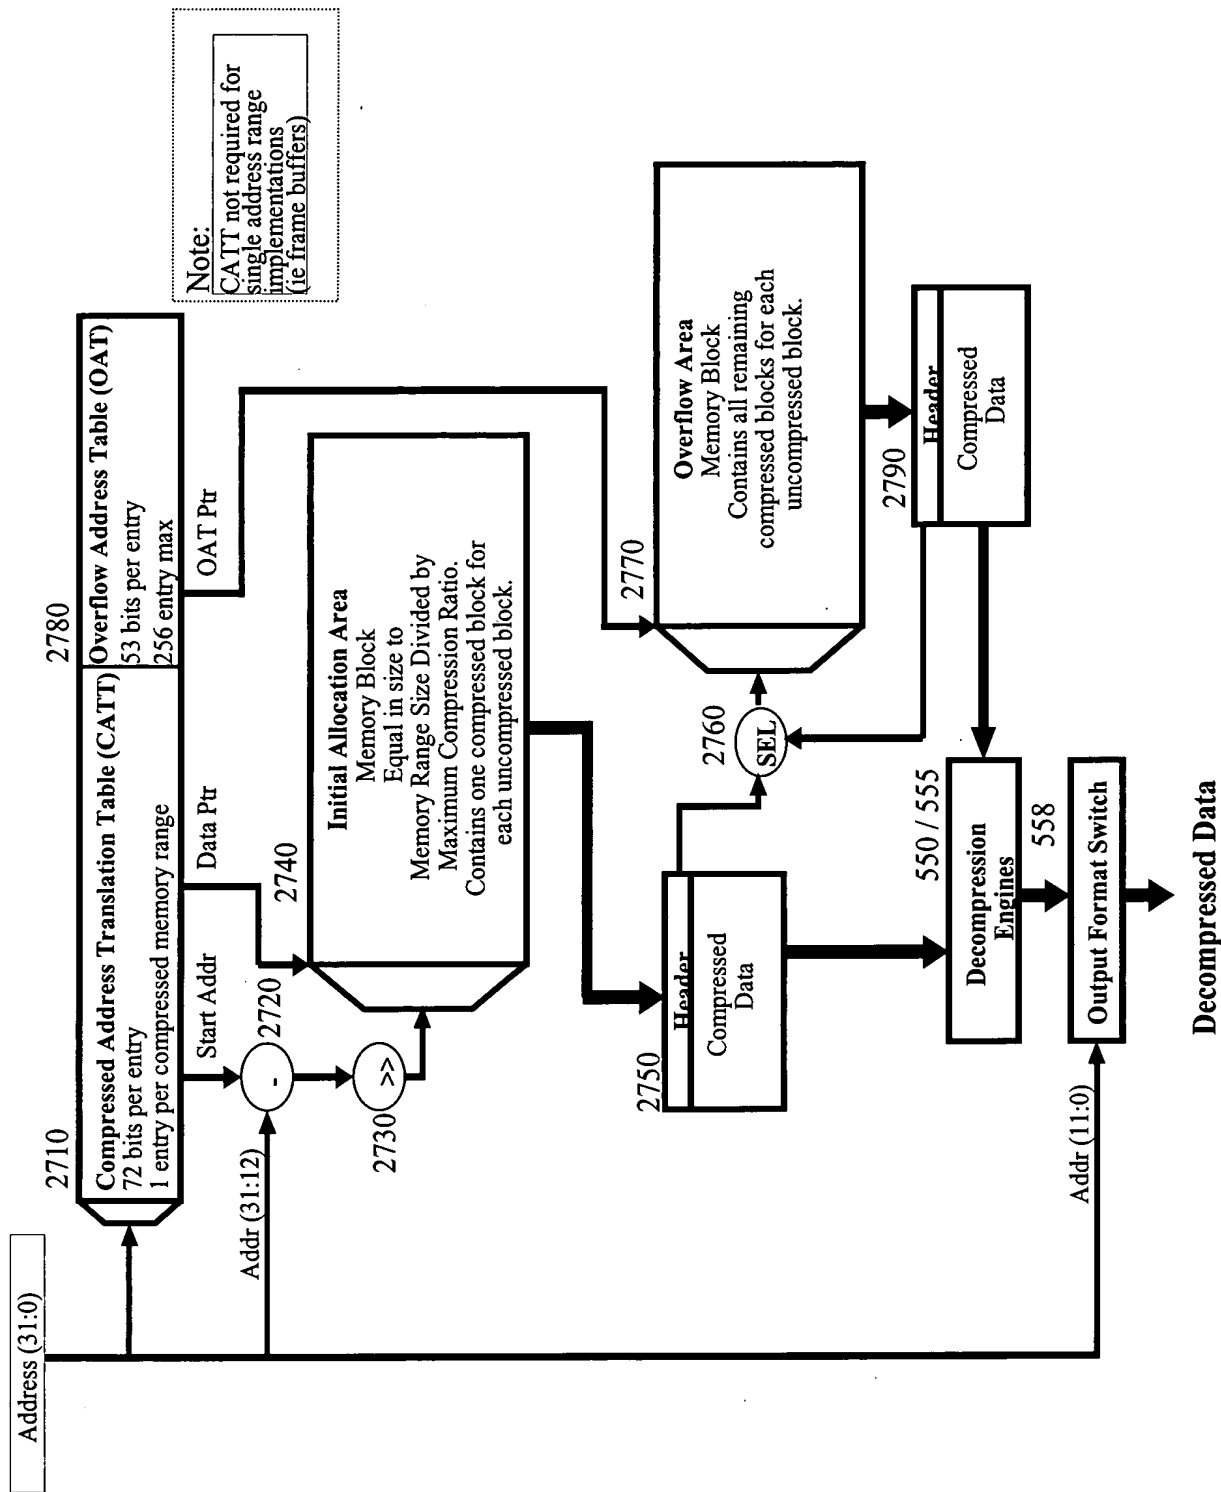 Address (31:0)
2710
Compressed Address Translation Table (CATT)
72 bits per entry
1 entry per compressed memory range
2780
Overflow Address Table (OAT)
53 bits per entry
256 entry max
Note:
CATT not required for
single address range
implementations
(ie frame buffers)
Addr (31:12)
Start Addr
Data Ptr
OAT Ptr
-
2720
>>
2730
2740
Initial Allocation Area
Memory Block
Equal in size to
Memory Range Size Divided by
Maximum Compression Ratio.
Contains one compressed block for
each uncompressed block.
2750
Header
Compressed
Data
2760
SEL
2770
Overflow Area
Memory Block
Contains all remaining
compressed blocks for each
uncompressed block.
2790
Header
Compressed
Data
550 / 555
Decompression
Engines
558
Addr (11:0)
Output Format Switch
Decompressed Data